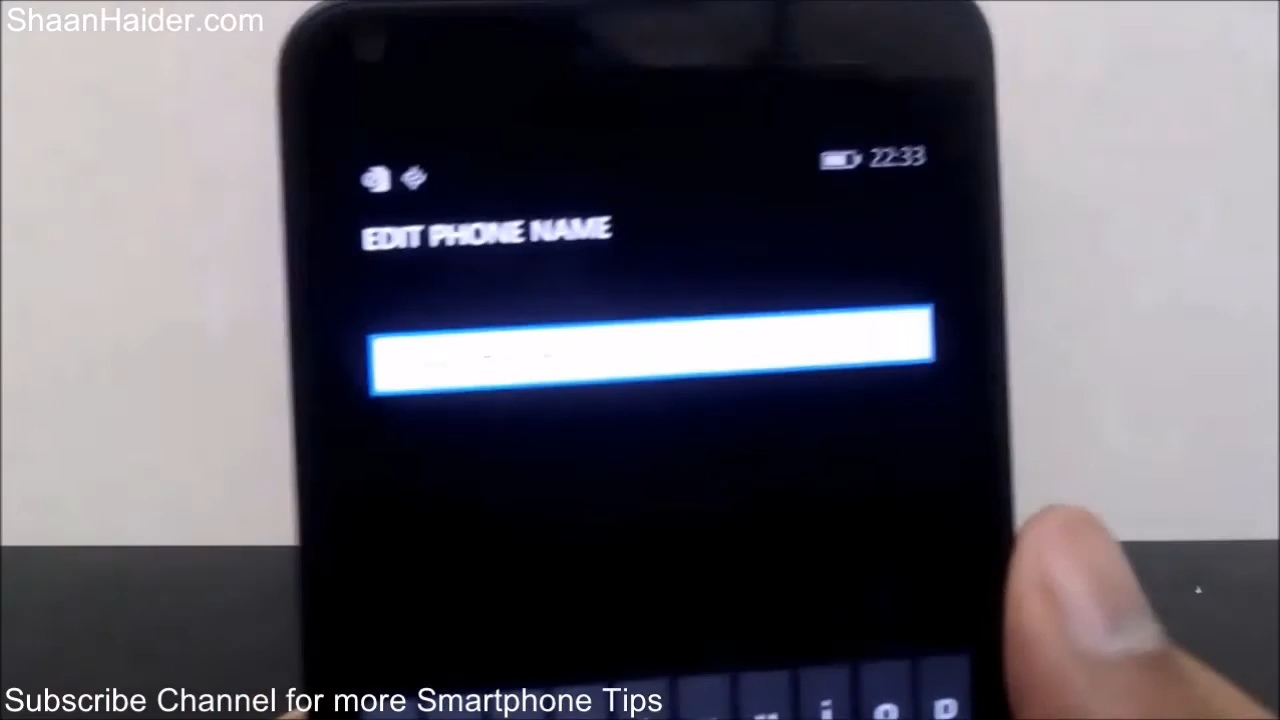 ShaanHaider.com
22:33
EDIT PHONE NAME
i o p
Subscribe Channel for more Smartphone Tips